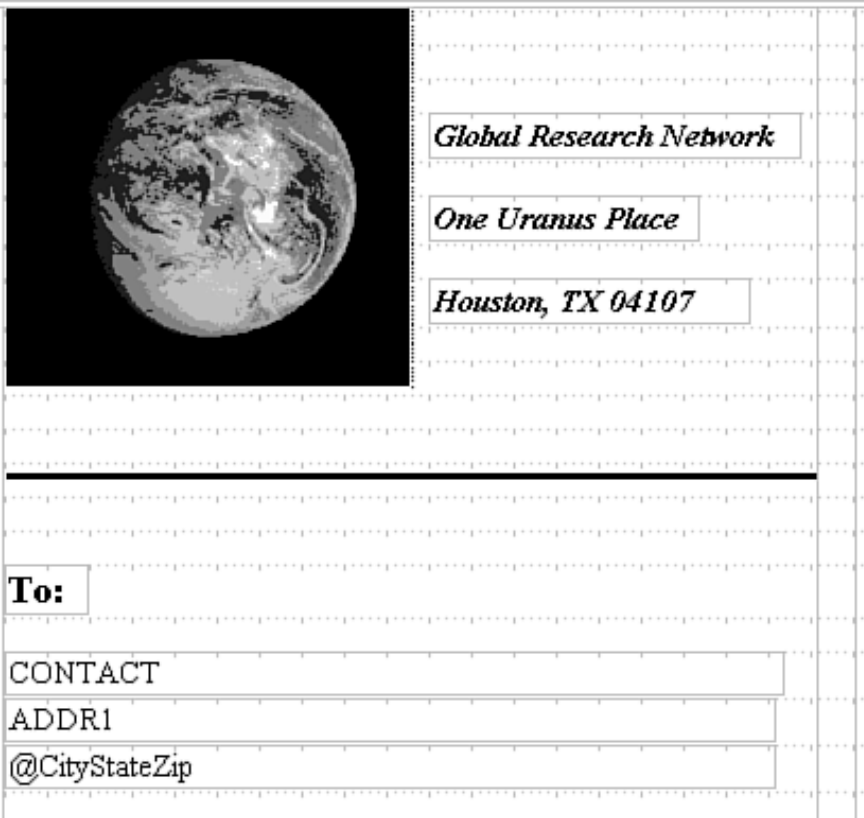 Global Research Network
One Uranus Place
Houston, TX 04107
To:
CONTACT
ADDR1
@CityStateZip